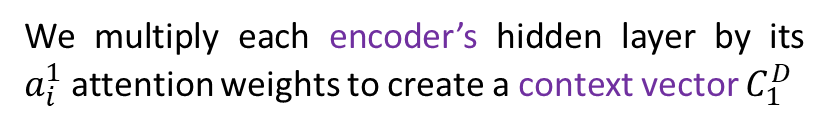 We multiply each encoder's hidden layer by its
$a_i^1$ attention weights to create a context vector $C_1^D$